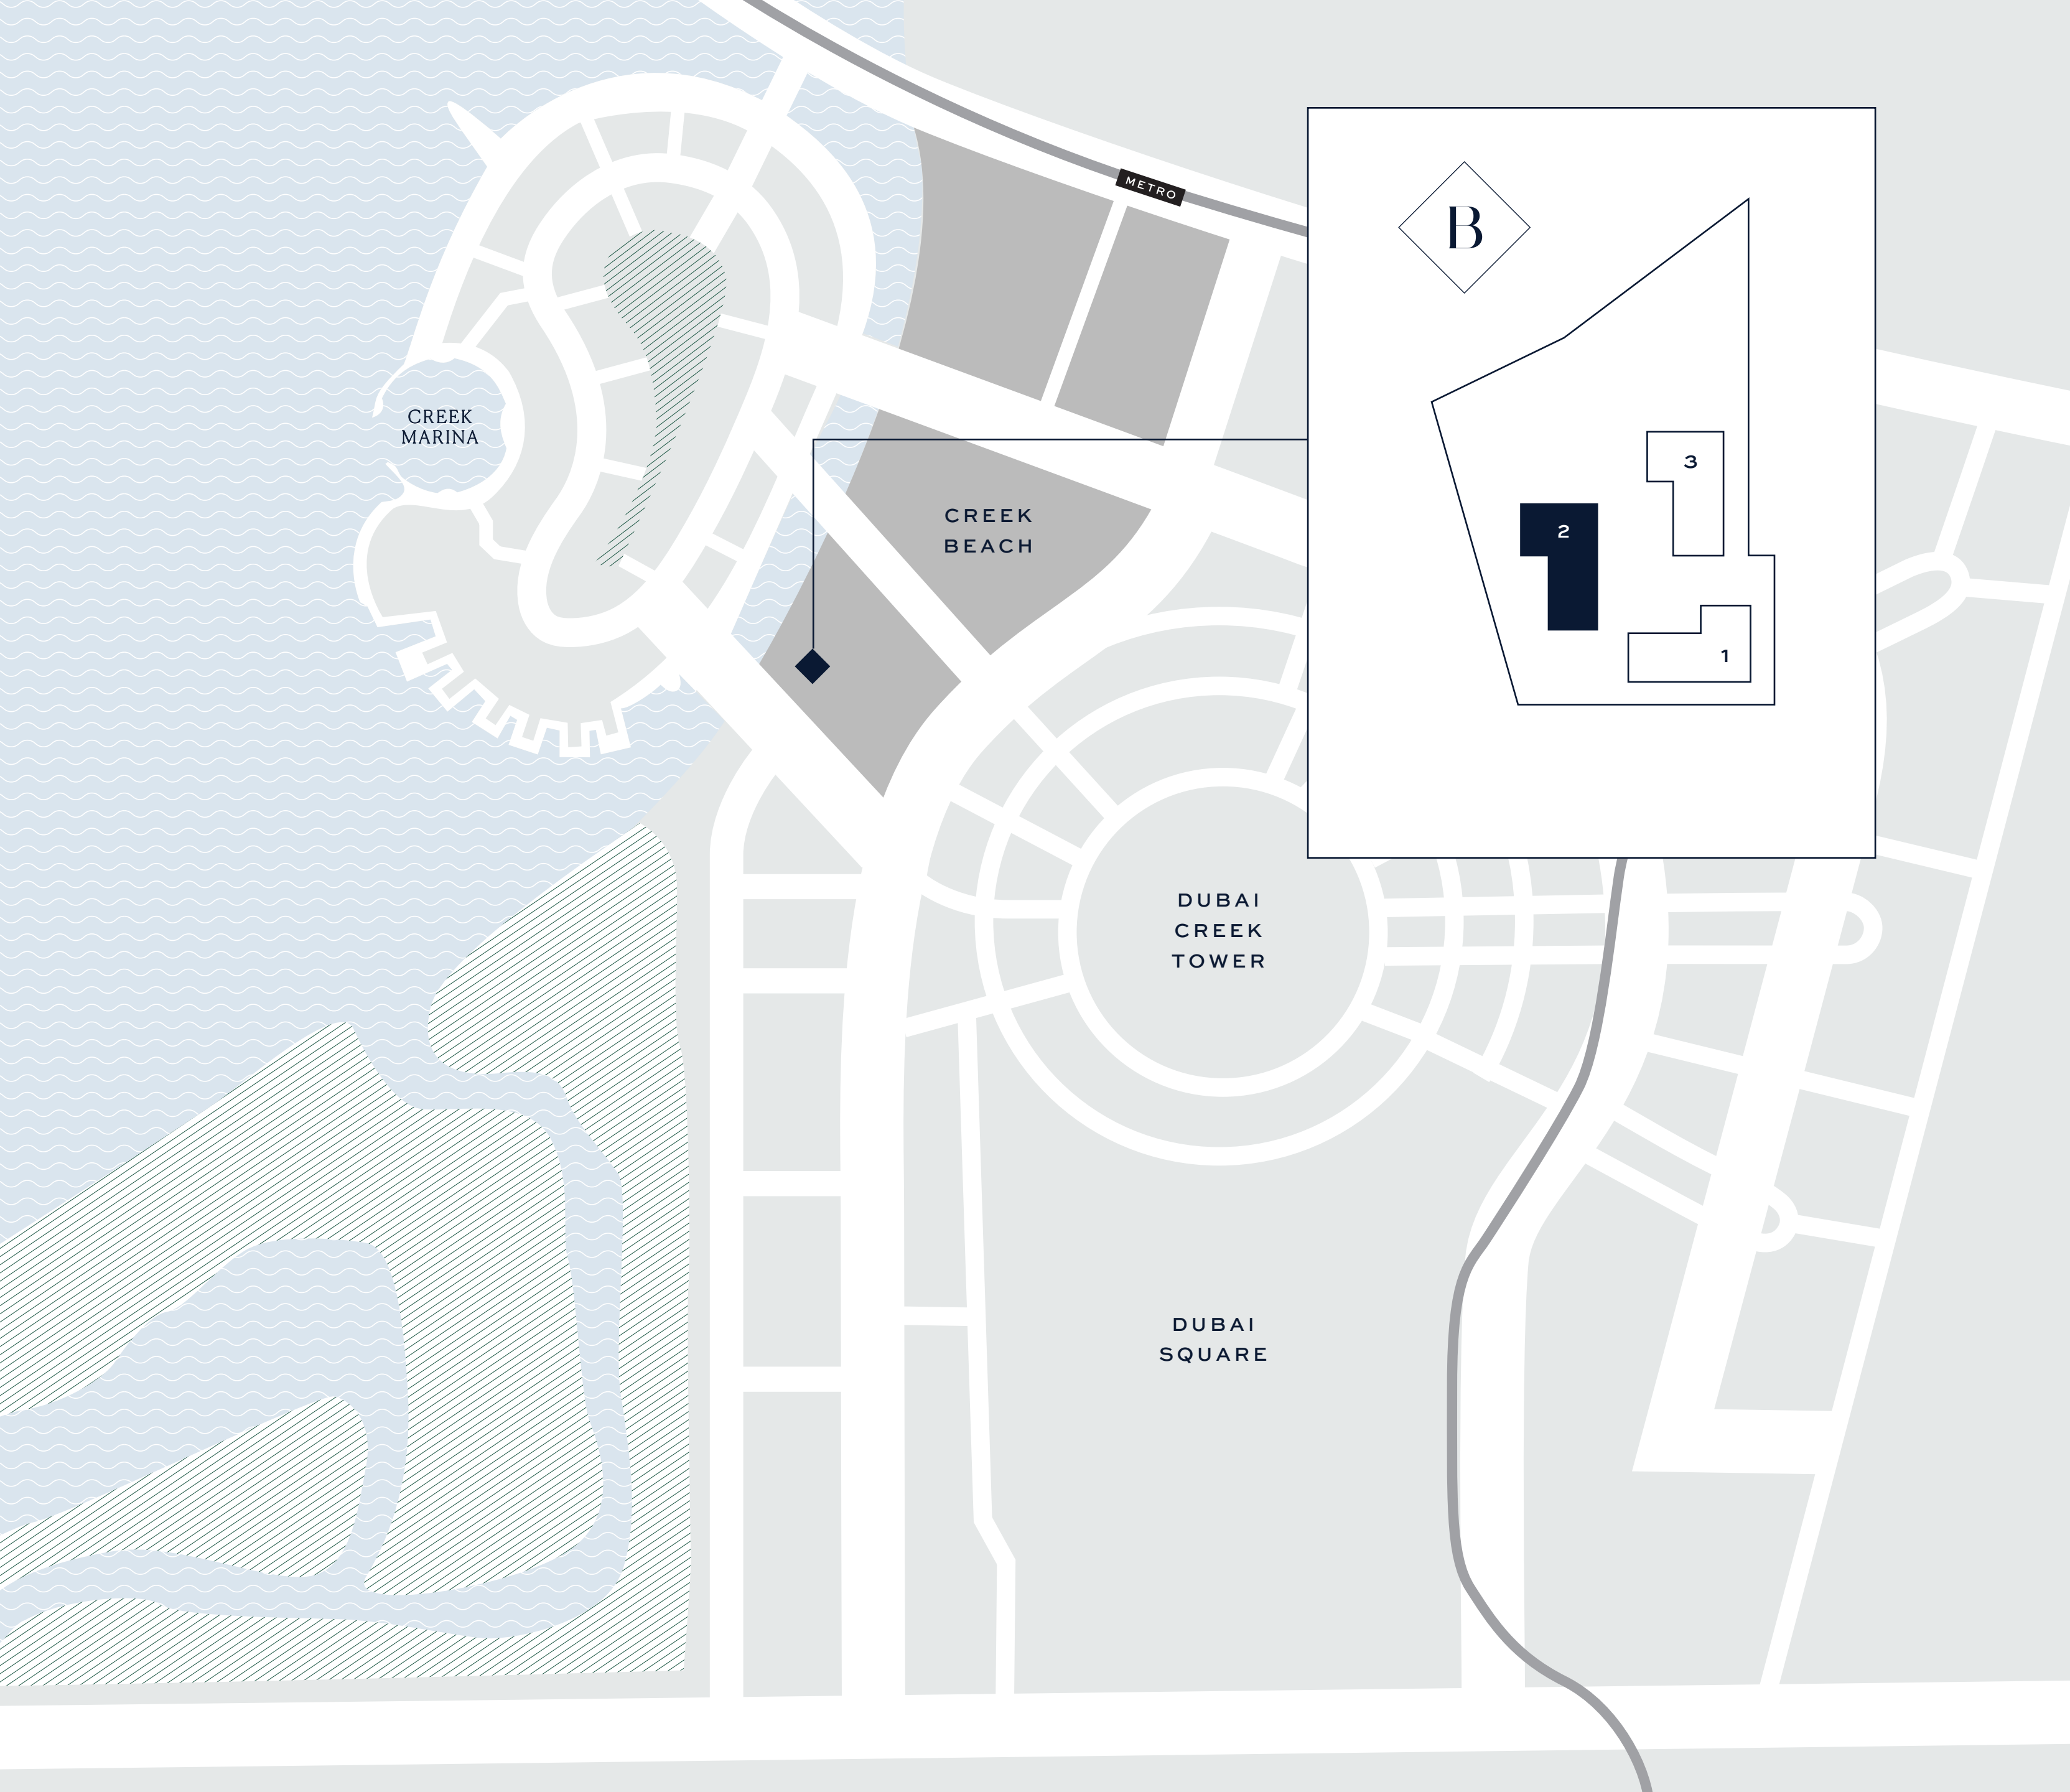 METRO
B
CREEK
MARINA
3
2
1
CREEK
BEACH
DUBAI
CREEK
TOWER
DUBAI
SQUARE